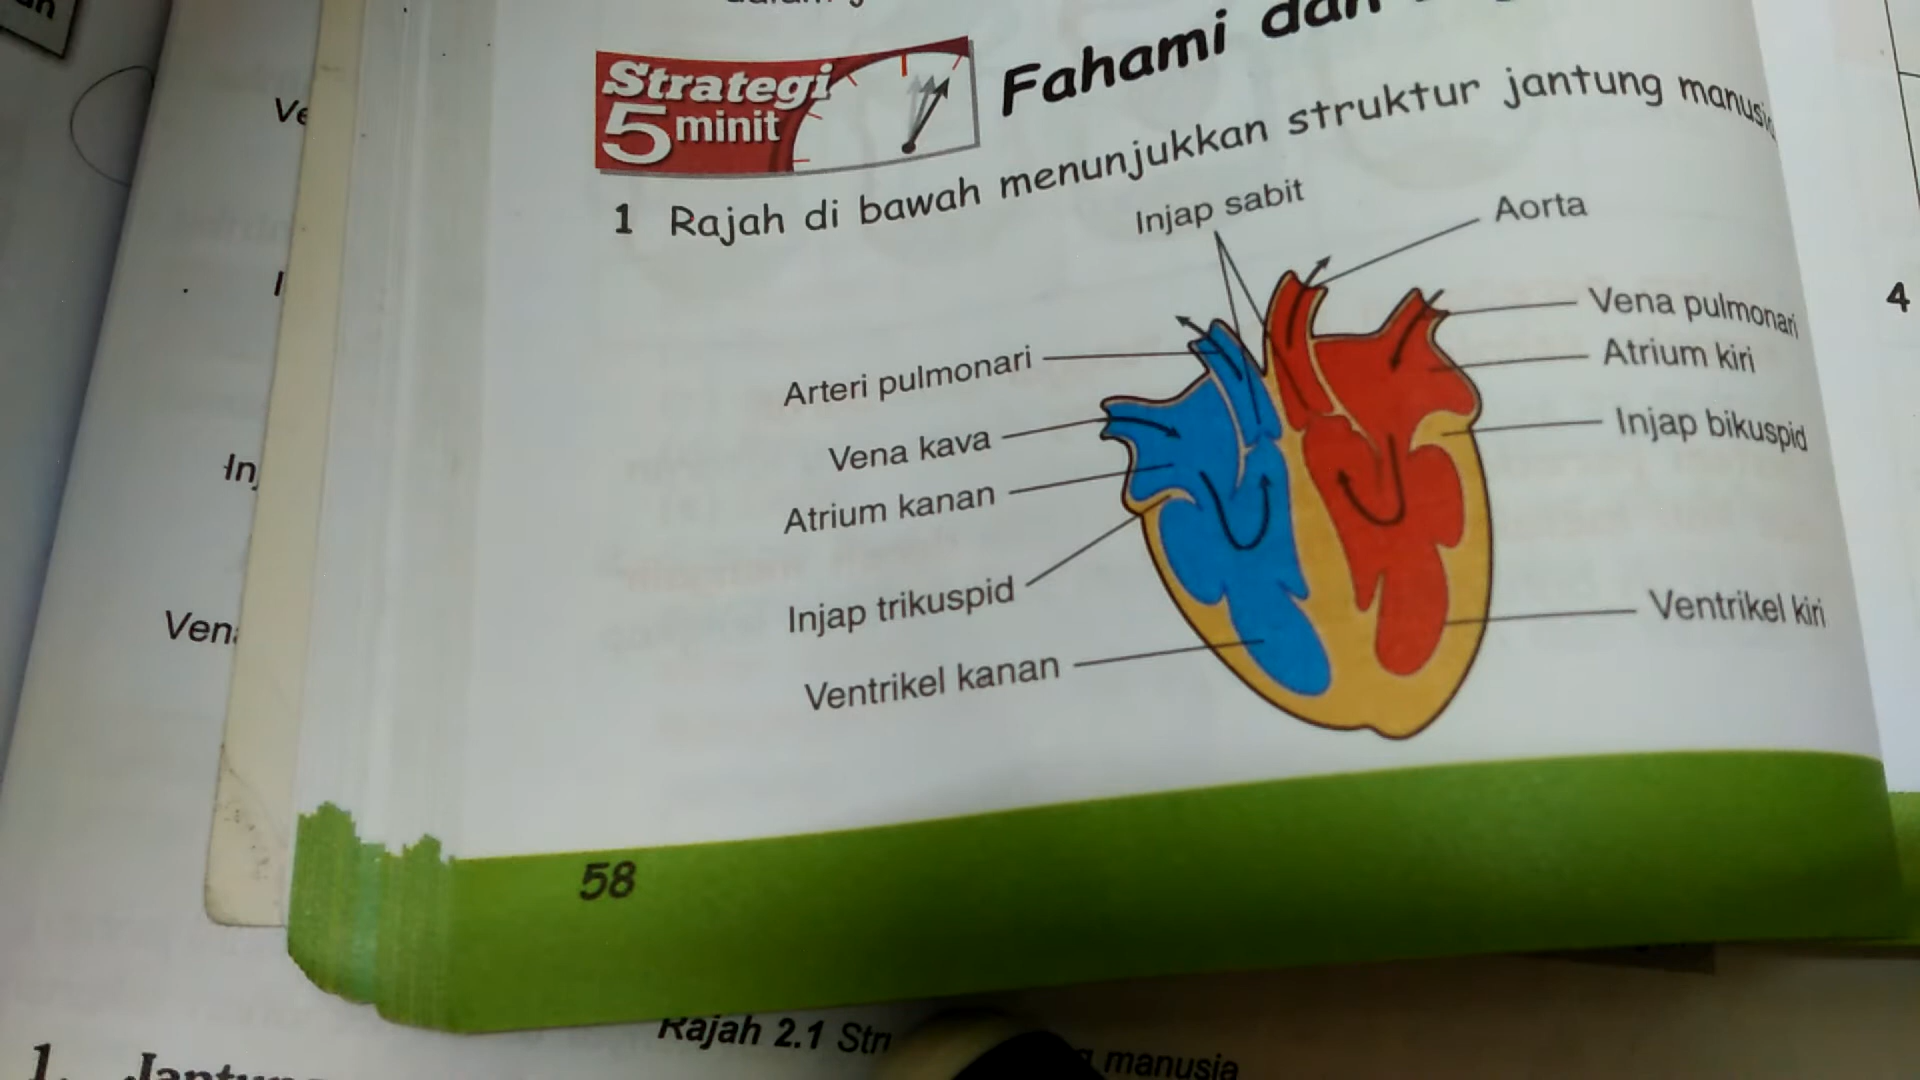 Strategi
5 minit
Fahami
1 Rajah di bawah menunjukkan struktur jantung
Injap sabit
Aorta
Vena pulmonari
Arteri pulmonari
Atrium kiri
Vena kava
Injap bikuspid
Atrium kanan
Injap trikuspid
Ventrikel kiri
Ventrikel kanan
4
58
Rajah 2.1
manusia
1.